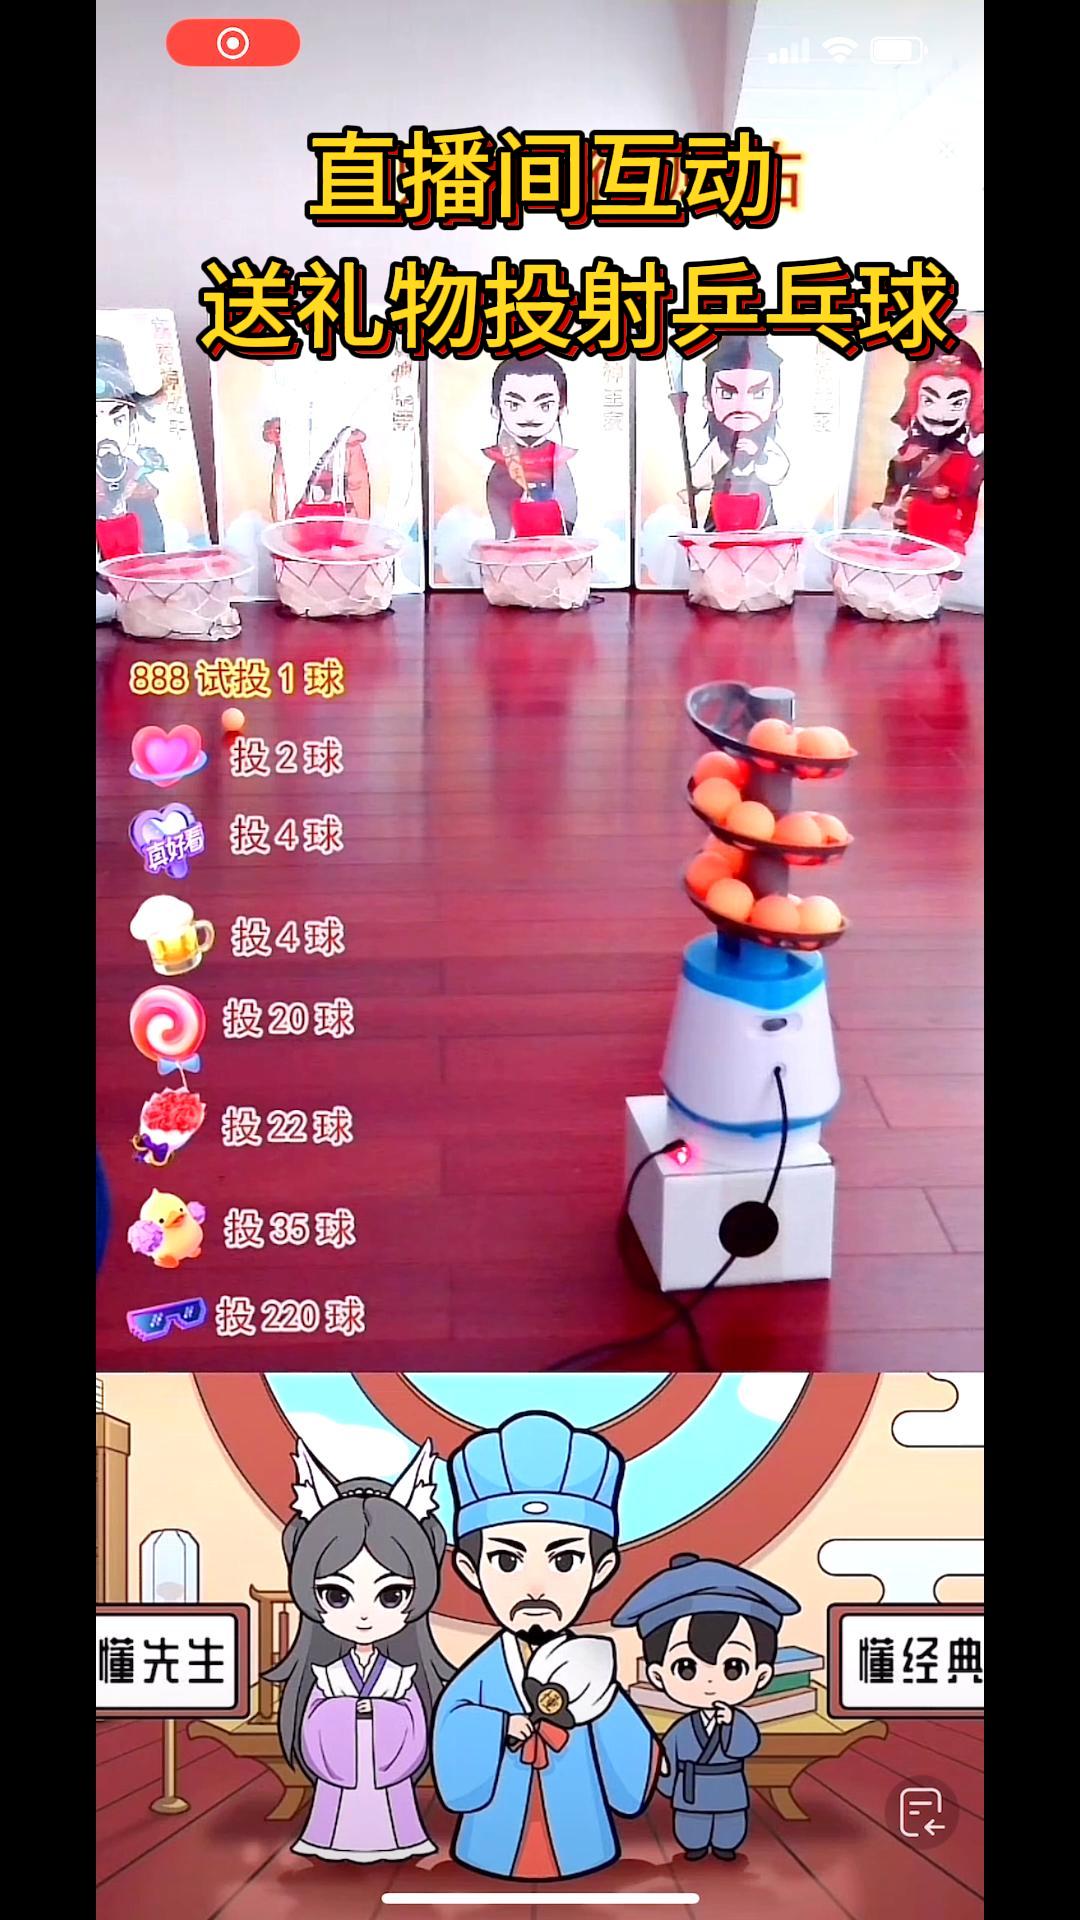 直播间互动
送礼物投射乒乓球
888 试投 1 球
投 2 球
真好看
投 4 球
投 4 球
投 20 球
投 22 球
投 35 球
投 220 球
懂先生
懂经典